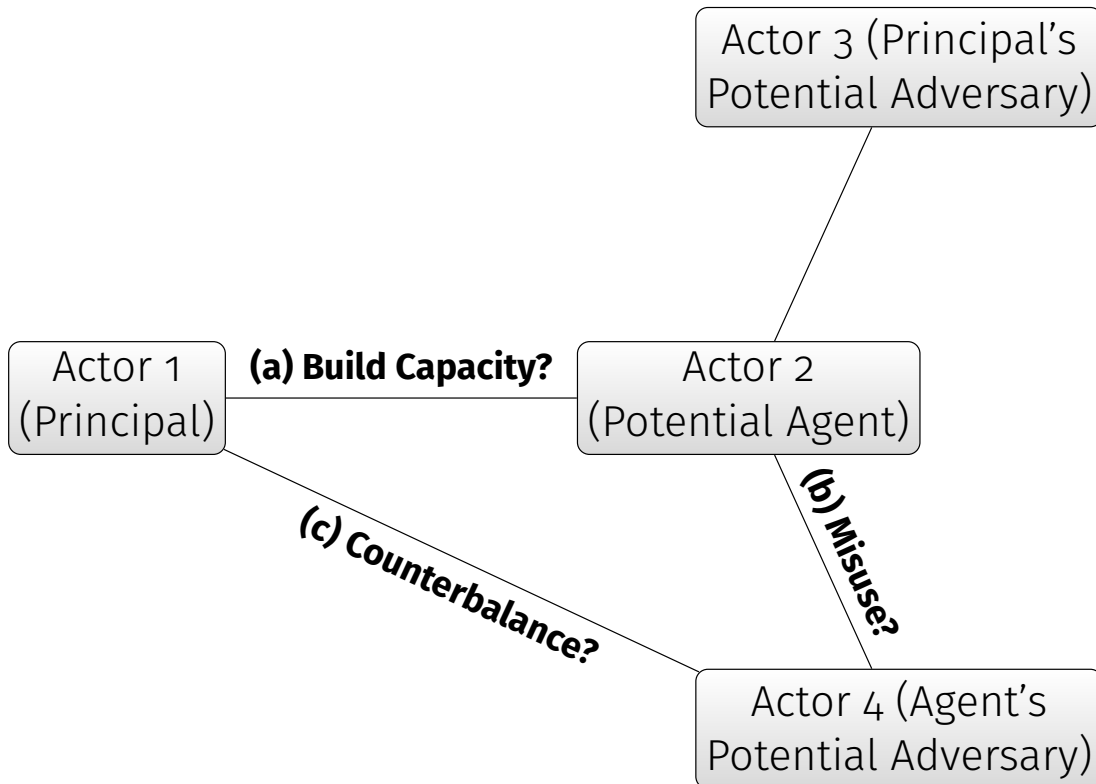 Actor 3 (Principal’s
Potential Adversary)
Actor 1
(Principal)
(a) Build Capacity?
Actor 2
(Potential Agent)
(b) Misuse?
(c) Counterbalance?
Actor 4 (Agent’s
Potential Adversary)